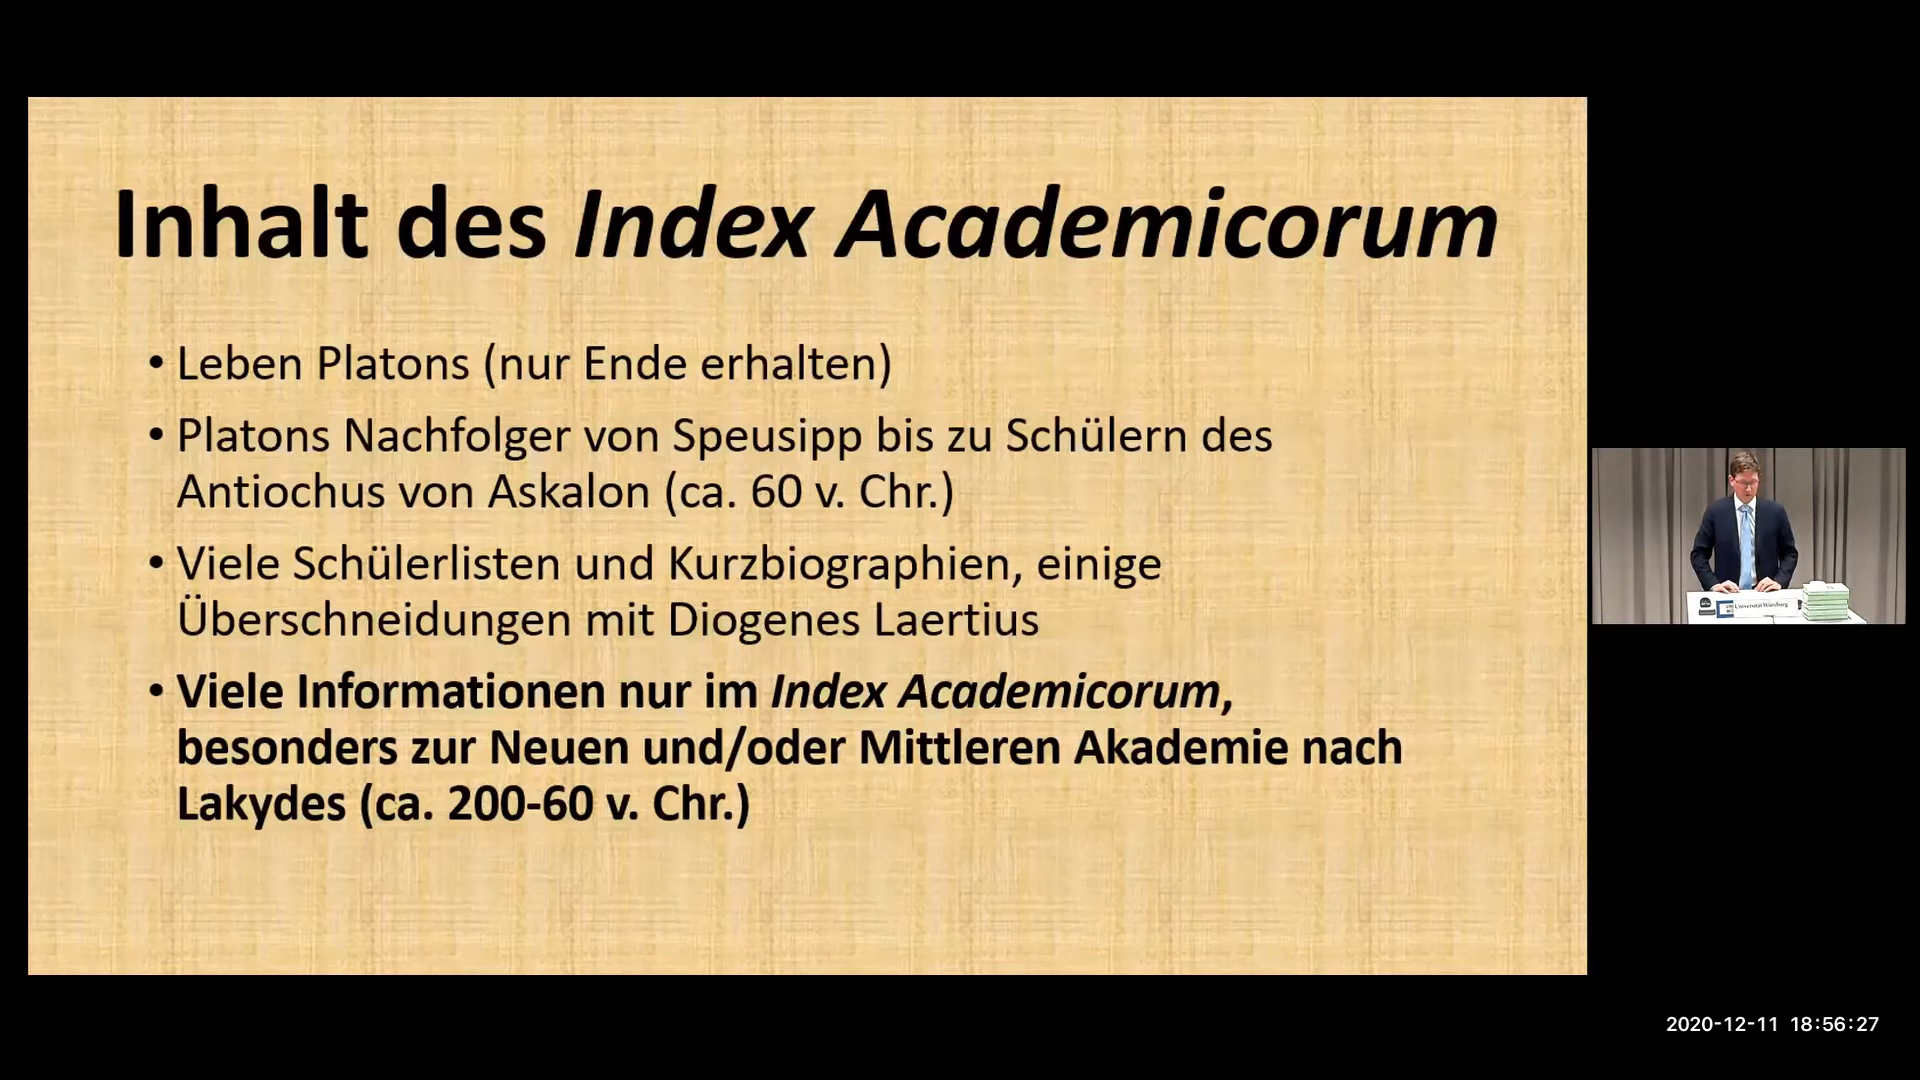 Inhalt des Index Academicorum
• Leben Platons (nur Ende erhalten)
• Platons Nachfolger von Speusipp bis zu Schülern des
Antiochus von Askalon (ca. 60 v. Chr.)
• Viele Schülerlisten und Kurzbiographien, einige
Überschneidungen mit Diogenes Laertius
• Viele Informationen nur im Index Academicorum,
besonders zur Neuen und/oder Mittleren Akademie nach
Lakydes (ca. 200-60 v. Chr.)
Universität Würzburg
2020-12-11 18:56:27